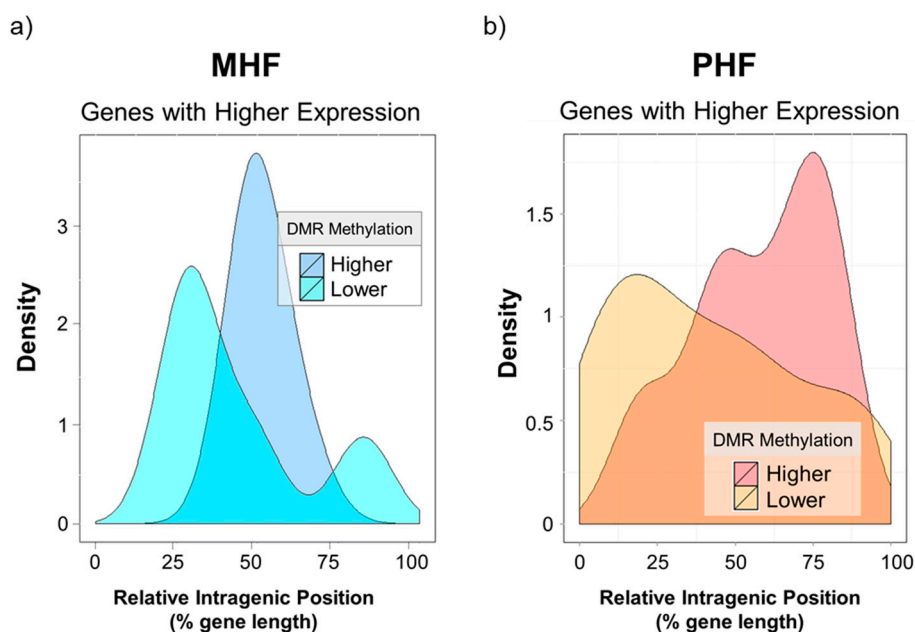 a)
MHF
Genes with Higher Expression
Density
3
2
1
0
0 25 50 75 100
DMR Methylation
Higher
Lower
Relative Intragenic Position
(% gene length)
b)
PHF
Genes with Higher Expression
Density
1.5
1
0.5
0
0 25 50 75 100
DMR Methylation
Higher
Lower
Relative Intragenic Position
(% gene length)